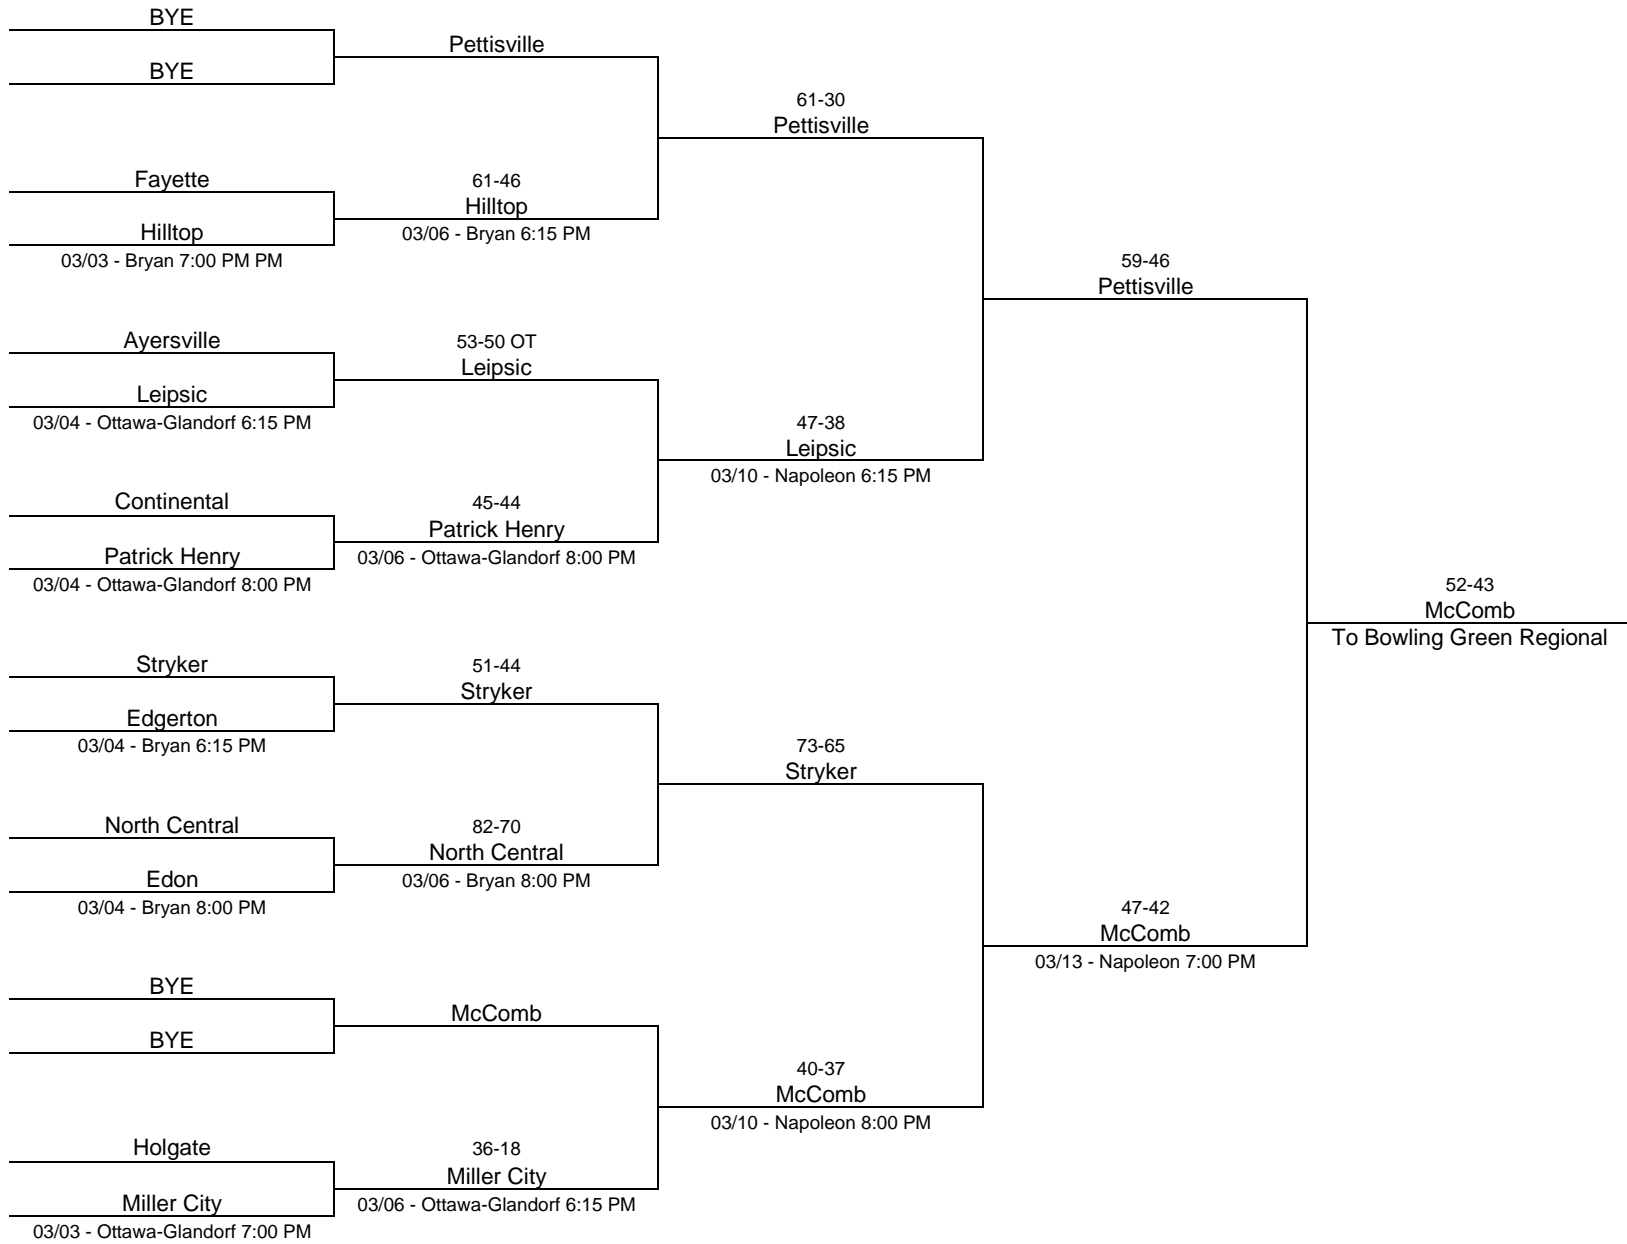 BYE
BYE
Pettisville
Fayette
Hilltop
03/03 - Bryan 7:00 PM PM
61-46
Hilltop
03/06 - Bryan 6:15 PM
61-30
Pettisville
Ayersville
Leipsic
03/04 - Ottawa-Glandorf 6:15 PM
53-50 OT
Leipsic
Continental
Patrick Henry
03/04 - Ottawa-Glandorf 8:00 PM
45-44
Patrick Henry
03/06 - Ottawa-Glandorf 8:00 PM
47-38
Leipsic
03/10 - Napoleon 6:15 PM
59-46
Pettisville
Stryker
Edgerton
03/04 - Bryan 6:15 PM
51-44
Stryker
North Central
Edon
03/04 - Bryan 8:00 PM
82-70
North Central
03/06 - Bryan 8:00 PM
73-65
Stryker
BYE
BYE
McComb
Holgate
Miller City
03/03 - Ottawa-Glandorf 7:00 PM
36-18
Miller City
03/06 - Ottawa-Glandorf 6:15 PM
40-37
McComb
03/10 - Napoleon 8:00 PM
47-42
McComb
03/13 - Napoleon 7:00 PM
52-43
McComb
To Bowling Green Regional